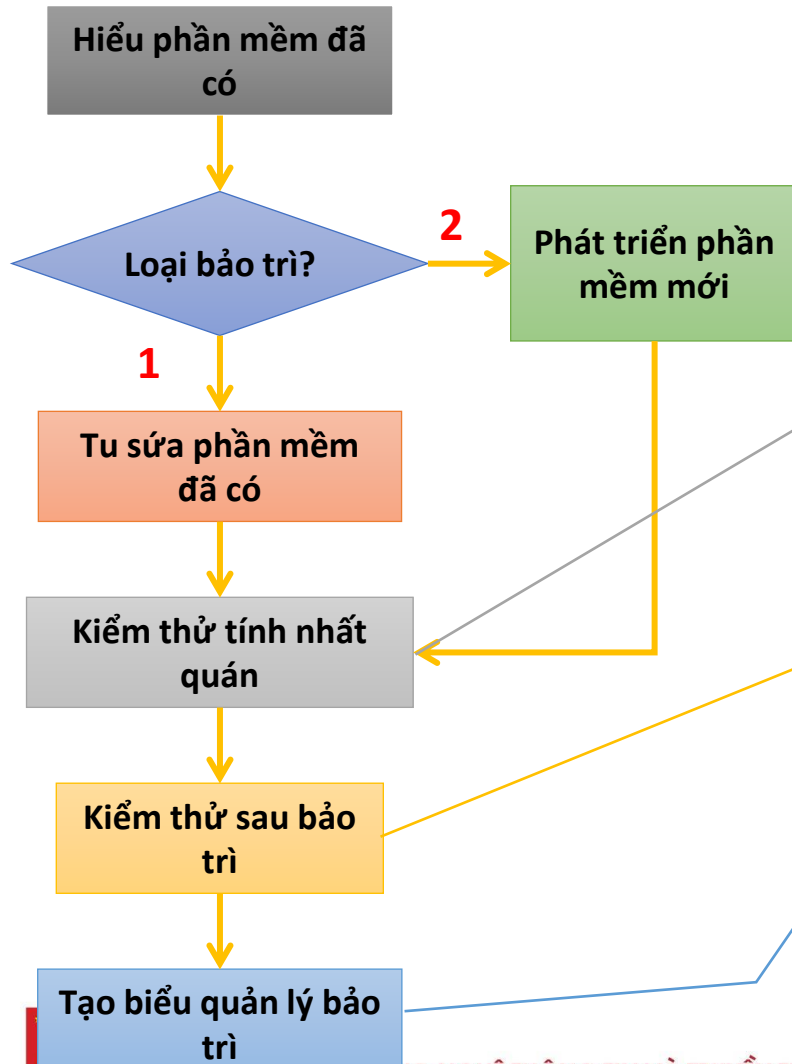 Hiểu phần mềm đã
có
Loại bảo trì?
2
Phát triển phần
mềm mới
1
Tu sứa phần mềm
đã có
Kiểm thử tính nhất
quán
Kiểm thử sau bảo
trì
Tạo biểu quản lý bảo
trì